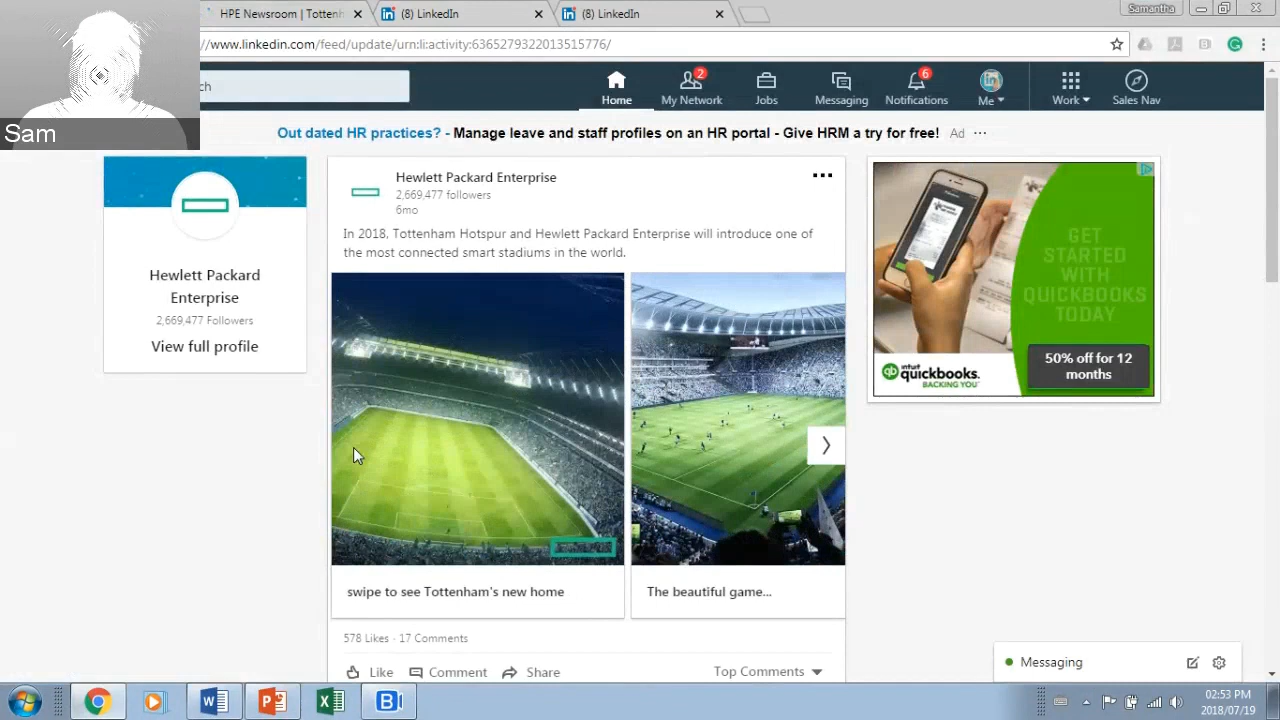 HPE Newsroom | Totten
(8) LinkedIn
(8) LinkedIn
Samantha
//www.linkedin.com/feed/update/urn:li:activity:6365279322013515776/
Sam
ch
Home
2
My Network
Jobs
Messaging
6
Notifications
Me
Work
Sales Nav
Out dated HR practices? - Manage leave and staff profiles on an HR portal - Give HRM a try for free! Ad ...
Hewlett Packard
Enterprise
2,669,477 Followers
View full profile
Hewlett Packard Enterprise
2,669,477 followers
6mo
In 2018, Tottenham Hotspur and Hewlett Packard Enterprise will introduce one of
the most connected smart stadiums in the world.
swipe to see Tottenham's new home
The beautiful game...
578 Likes · 17 Comments
Like
Comment
Share
Top Comments
GET
STARTED
WITH
QUICKBOOKS
TODAY
50% off for 12
months
intuit
qb quickbooks.
BACKING YOU™
Messaging
02:53 PM
2018/07/19